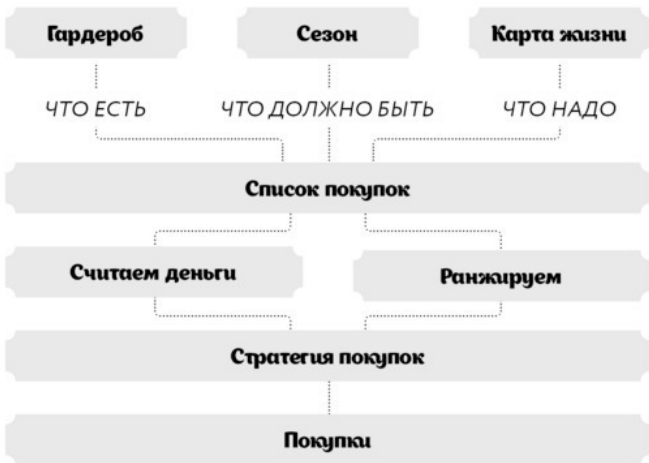 Гардероб
Сезон
Карта жизни
ЧТО ЕСТЬ
ЧТО ДОЛЖНО БЫТЬ
ЧТО НАДО
Список покупок
Считаем деньги
Ранжируем
Стратегия покупок
Покупки